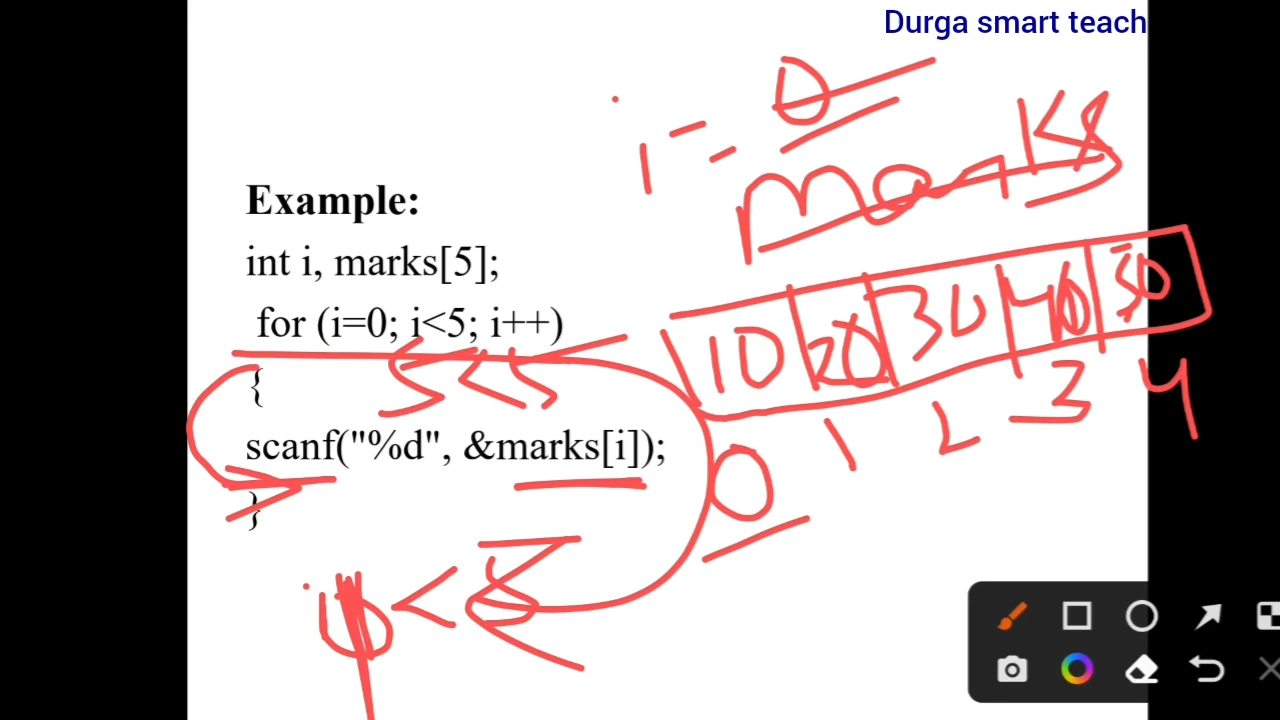 Durga smart teach
i = 0
marks
Example:
int i, marks[5];
for (i=0; i<5; i++)
10 20 30 40 50
5<5
{
0 1 2 3 4
scanf("%d", &marks[i]);
}